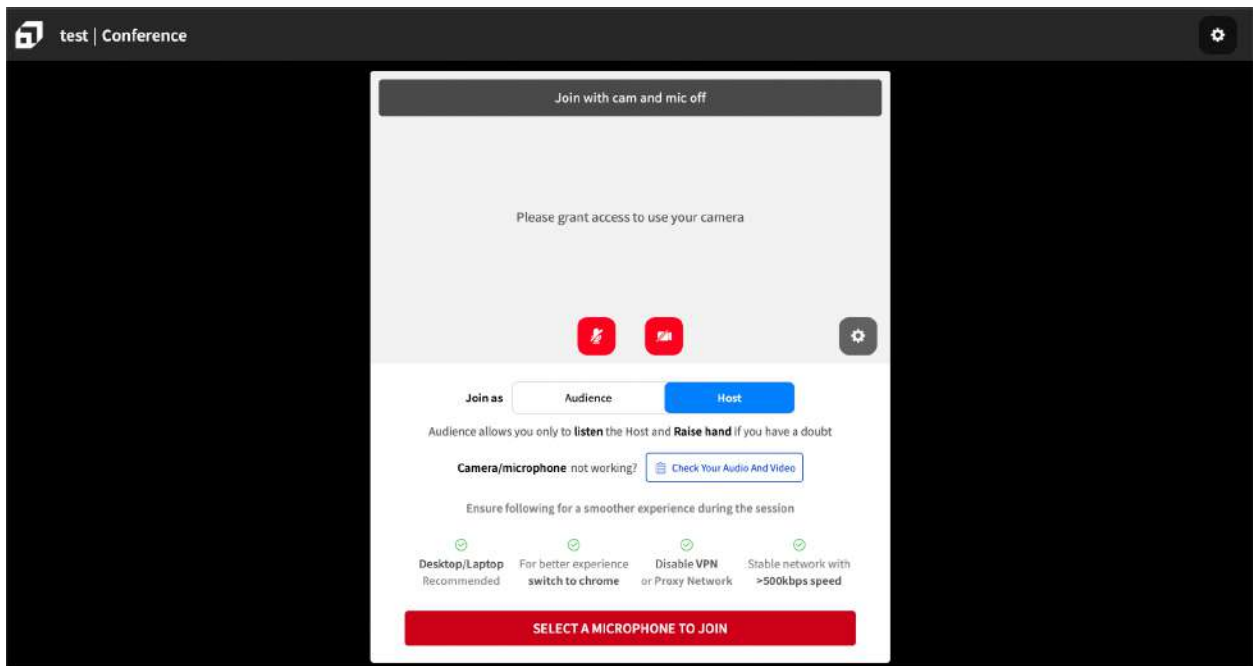 test | Conference
Join with cam and mic off
Please grant access to use your camera
Join as Audience Host
Audience allows you only to listen the Host and Raise hand if you have a doubt
Camera/microphone not working? Check Your Audio And Video
Ensure following for a smoother experience during the session
Desktop/Laptop
Recommended
For better experience
switch to chrome
Disable VPN
or Proxy Network
Stable network with
>500kbps speed
SELECT A MICROPHONE TO JOIN